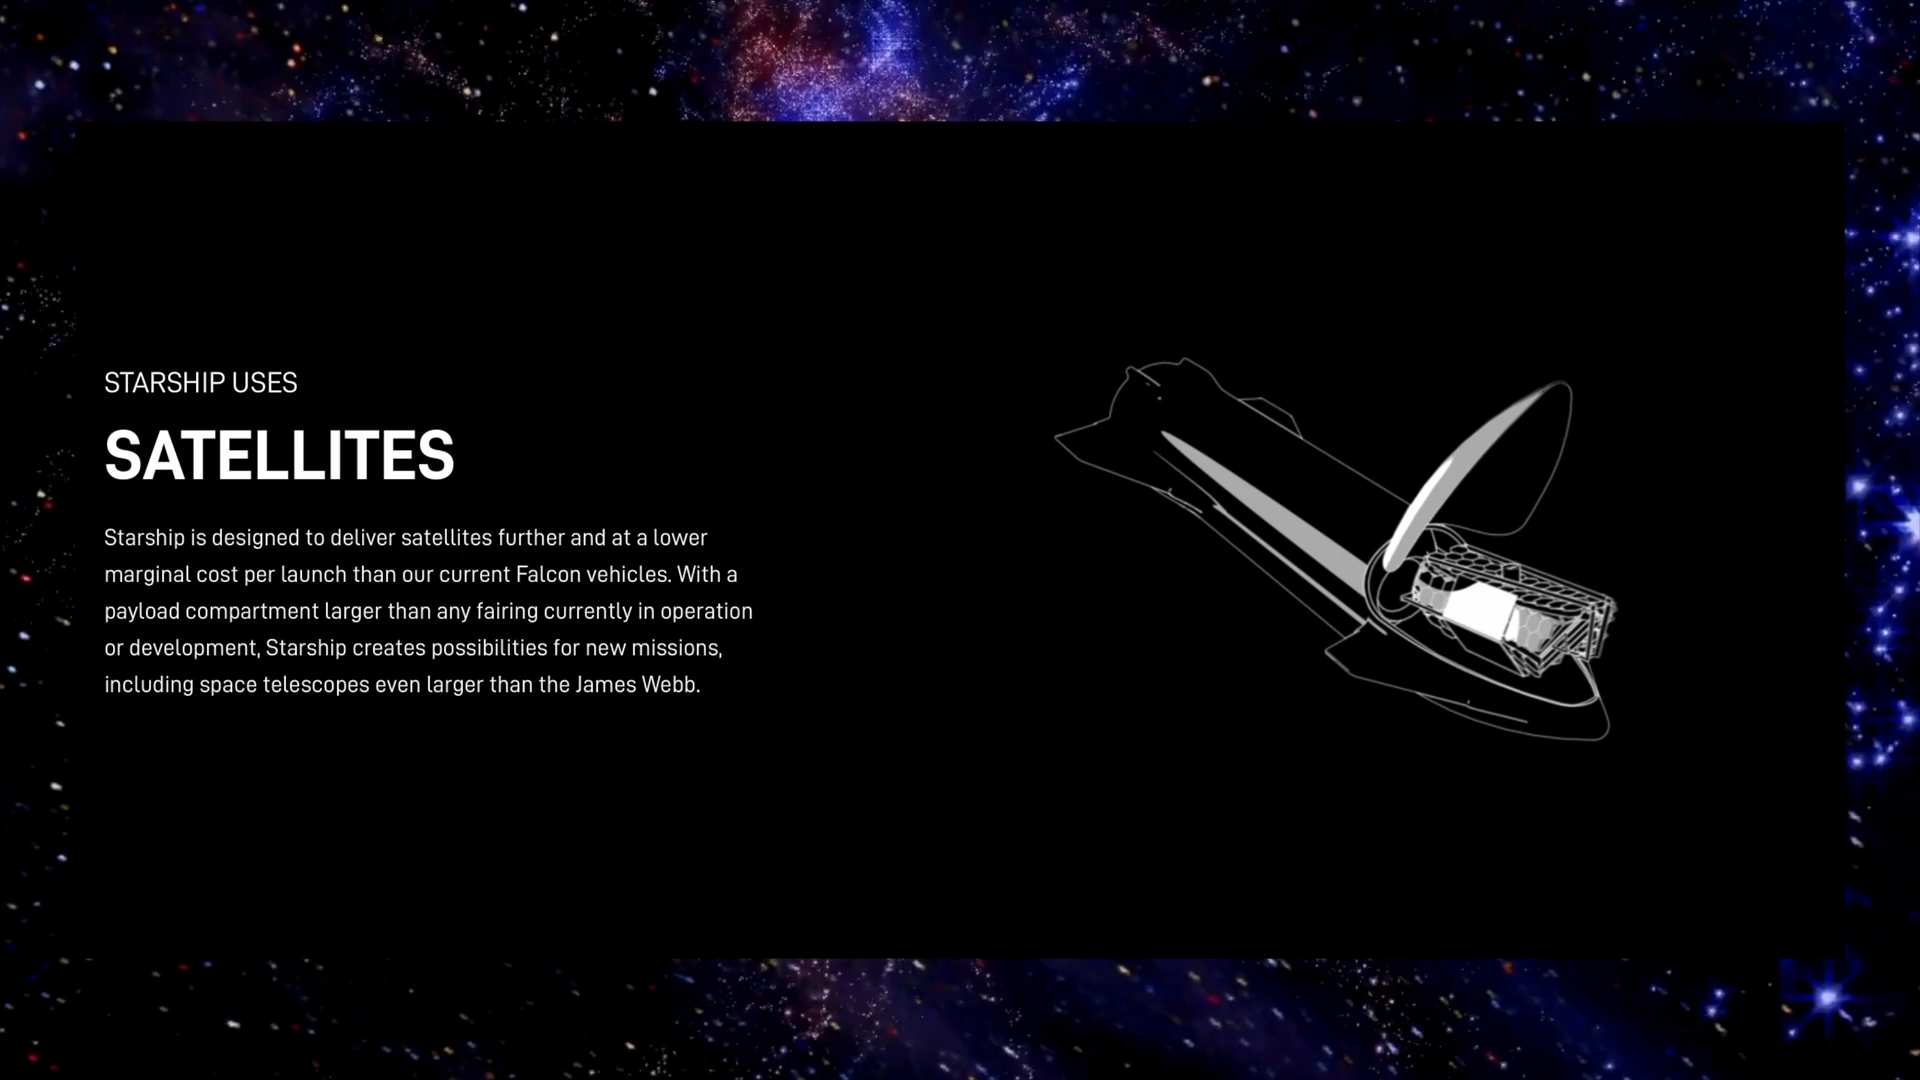 STARSHIP USES
SATELLITES
Starship is designed to deliver satellites further and at a lower
marginal cost per launch than our current Falcon vehicles. With a
payload compartment larger than any fairing currently in operation
or development, Starship creates possibilities for new missions,
including space telescopes even larger than the James Webb.